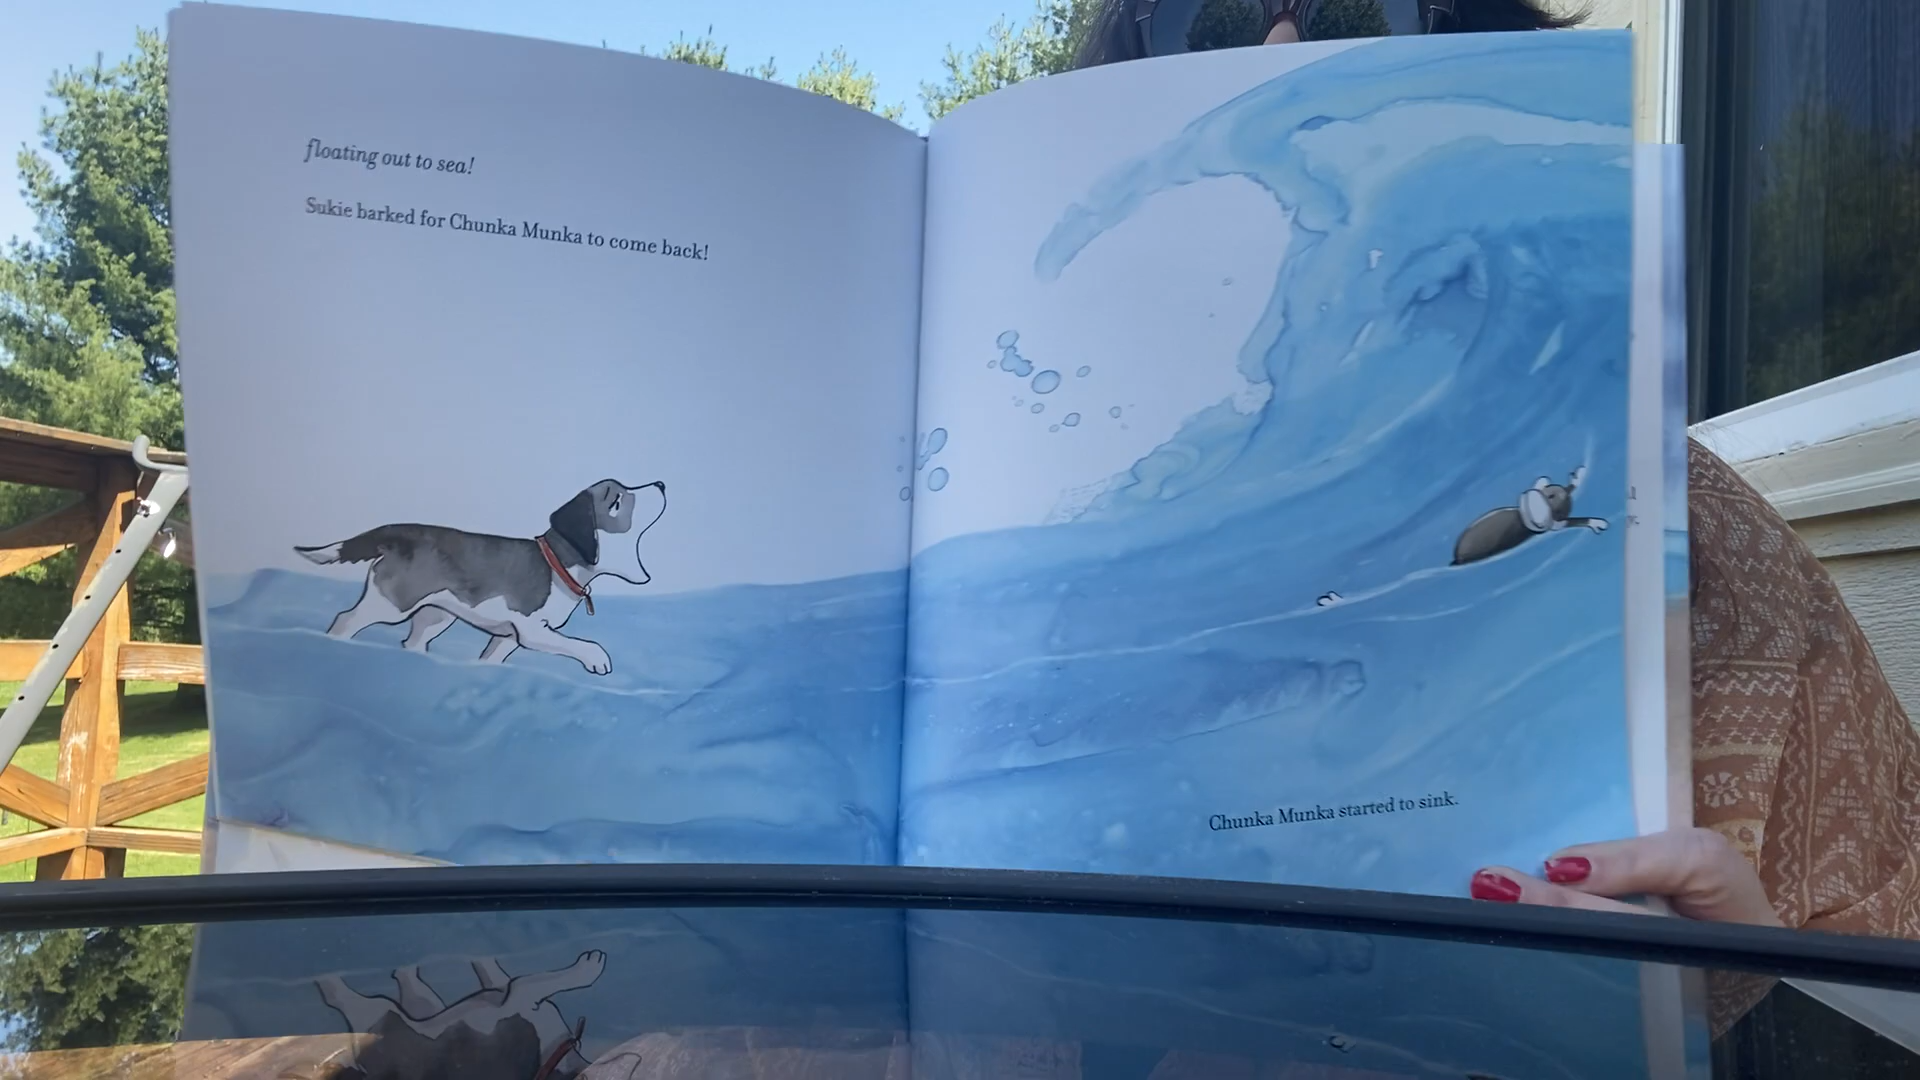 floating out to sea!
Sukie barked for Chunka Munka to come back!
Chunka Munka started to sink.